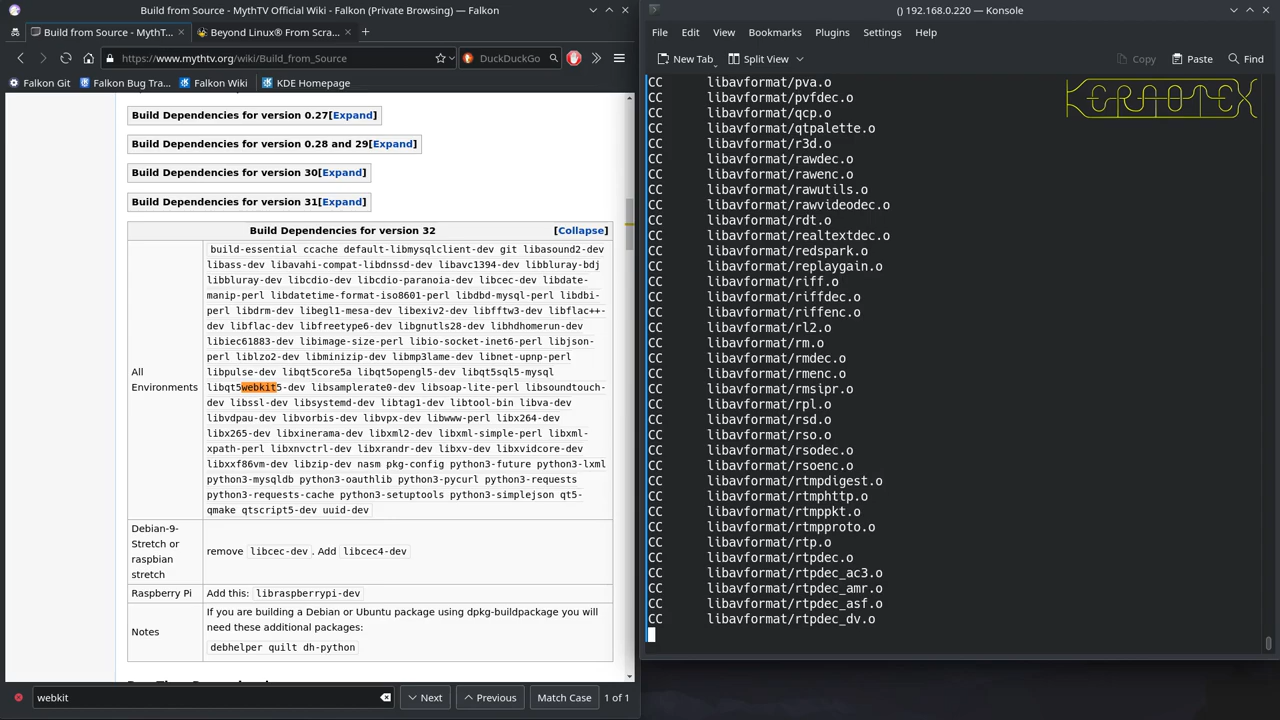 Build from Source - MythTV Official Wiki - Falkon (Private Browsing) — Falkon
Build from Source - MythT…
Beyond Linux® From Scra…
https://www.mythtv.org/wiki/Build_from_Source
DuckDuckGo
Falkon Git
Falkon Bug Tra…
Falkon Wiki
KDE Homepage
Build Dependencies for version 0.27[Expand]
Build Dependencies for version 0.28 and 29[Expand]
Build Dependencies for version 30[Expand]
Build Dependencies for version 31[Expand]
Build Dependencies for version 32 [Collapse]
All Environments
build-essential ccache default-libmysqlclient-dev git libasound2-dev
libass-dev libavahi-compat-libdnssd-dev libavc1394-dev libbluray-bdj
libbluray-dev libcdio-dev libcdio-paranoia-dev libcec-dev libdate-
manip-perl libdatetime-format-iso8601-perl libdbd-mysql-perl libdbi-
perl libdrm-dev libegl1-mesa-dev libexiv2-dev libfftw3-dev libflac++-
dev libflac-dev libfreetype6-dev libgnutls28-dev libhdhomerun-dev
libiec61883-dev libimage-size-perl libio-socket-inet6-perl libjson-
perl liblzo2-dev libminizip-dev libmp3lame-dev libnet-upnp-perl
libpulse-dev libqt5core5a libqt5opengl5-dev libqt5sql5-mysql
libqt5webkit5-dev libsamplerate0-dev libsoap-lite-perl libsoundtouch-
dev libssl-dev libsystemd-dev libtag1-dev libtool-bin libva-dev
libvdpau-dev libvorbis-dev libvpx-dev libwww-perl libx264-dev
libx265-dev libxinerama-dev libxml2-dev libxml-simple-perl libxml-
xpath-perl libxnvctrl-dev libxrandr-dev libxv-dev libxvidcore-dev
libxxf86vm-dev libzip-dev nasm pkg-config python3-future python3-lxml
python3-mysqldb python3-oauthlib python3-pycurl python3-requests
python3-requests-cache python3-setuptools python3-simplejson qt5-
qmake qtscript5-dev uuid-dev
Debian-9-
Stretch or
raspbian
stretch
remove libcec-dev. Add libcec4-dev
Raspberry Pi
Add this: libraspberrypi-dev
Notes
If you are building a Debian or Ubuntu package using dpkg-buildpackage you will
need these additional packages:
debhelper quilt dh-python
webkit
Next
Previous
Match Case
1 of 1
() 192.168.0.220 — Konsole
File Edit View Bookmarks Plugins Settings Help
New Tab Split View Copy Paste Find
KERAOTEX
CC libavformat/pva.o
CC libavformat/pvfdec.o
CC libavformat/qcp.o
CC libavformat/qtpalette.o
CC libavformat/r3d.o
CC libavformat/rawdec.o
CC libavformat/rawenc.o
CC libavformat/rawutils.o
CC libavformat/rawvideodec.o
CC libavformat/rdt.o
CC libavformat/realtextdec.o
CC libavformat/redspark.o
CC libavformat/replaygain.o
CC libavformat/riff.o
CC libavformat/riffdec.o
CC libavformat/riffenc.o
CC libavformat/rl2.o
CC libavformat/rm.o
CC libavformat/rmdec.o
CC libavformat/rmenc.o
CC libavformat/rmsipr.o
CC libavformat/rpl.o
CC libavformat/rsd.o
CC libavformat/rso.o
CC libavformat/rsodec.o
CC libavformat/rsoenc.o
CC libavformat/rtmpdigest.o
CC libavformat/rtmphttp.o
CC libavformat/rtmppkt.o
CC libavformat/rtmpproto.o
CC libavformat/rtp.o
CC libavformat/rtpdec.o
CC libavformat/rtpdec_ac3.o
CC libavformat/rtpdec_amr.o
CC libavformat/rtpdec_asf.o
CC libavformat/rtpdec_dv.o